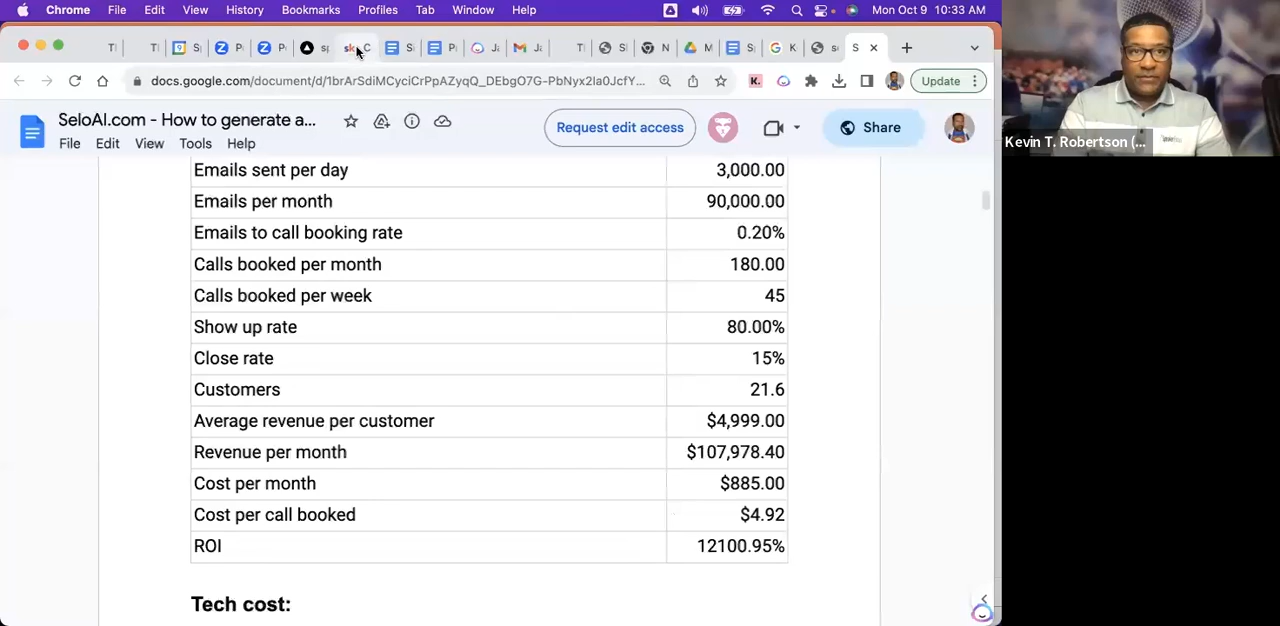 Chrome File Edit View History Bookmarks Profiles Tab Window Help Mon Oct 9 10:33 AM
docs.google.com/document/d/1brArSdiMCyciCrPpAZyqQ_DEbgO7G-PbNyx2la0JcfY... K. Update
SeloAI.com - How to generate a... Request edit access Share
File Edit View Tools Help
Kevin T. Robertson (...
Emails sent per day 3,000.00
Emails per month 90,000.00
Emails to call booking rate 0.20%
Calls booked per month 180.00
Calls booked per week 45
Show up rate 80.00%
Close rate 15%
Customers 21.6
Average revenue per customer $4,999.00
Revenue per month $107,978.40
Cost per month $885.00
Cost per call booked $4.92
ROI 12100.95%
Tech cost: